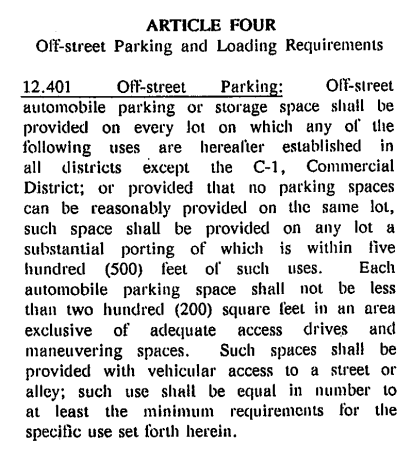 ARTICLE FOUR
Off-street Parking and Loading Requirements
12.401 Off-street Parking: Off-street
automobile parking or storage space shall be
provided on every lot on which any of the
following uses are hereafter established in
all districts except the C-1, Commercial
District; or provided that no parking spaces
can be reasonably provided on the same lot,
such space shall be provided on any lot a
substantial porting of which is within five
hundred (500) feet of such uses. Each
automobile parking space shall not be less
than two hundred (200) square feet in an area
exclusive of adequate access drives and
maneuvering spaces. Such spaces shall be
provided with vehicular access to a street or
alley; such use shall be equal in number to
at least the minimum requirements for the
specific use set forth herein.